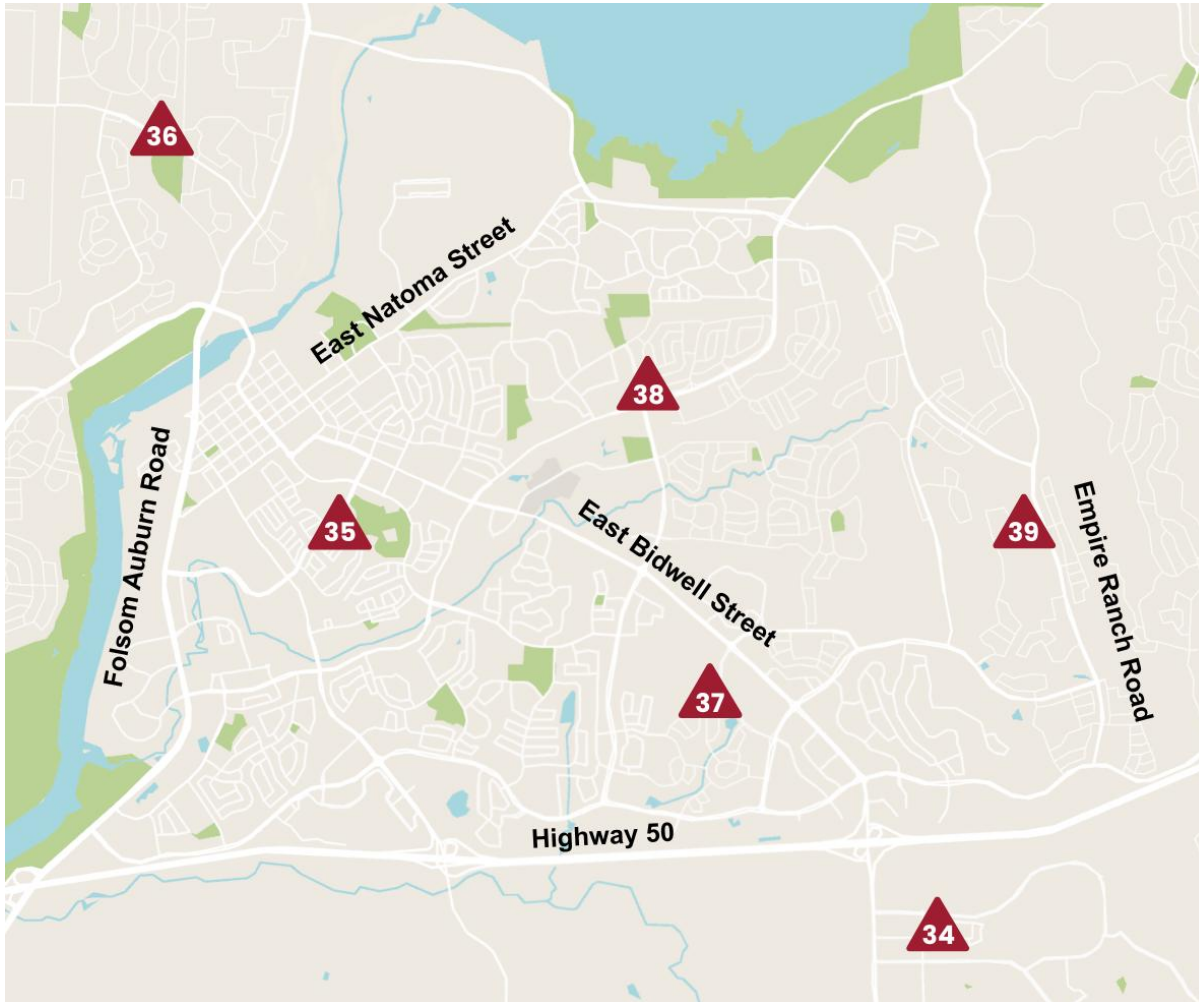 36
East Natoma Street
38
Folsom Auburn Road
35
East Bidwell Street
39
Empire Ranch Road
37
Highway 50
34